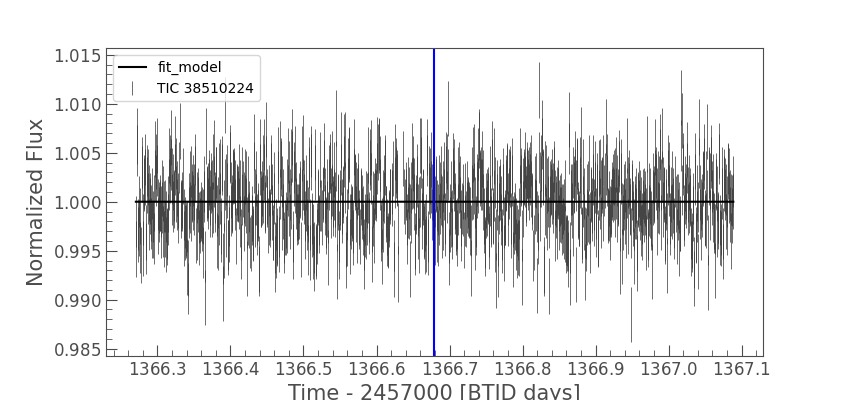 1.015
1.010
1.005
1.000
0.995
0.990
0.985
Normalized Flux
fit_model
TIC 38510224
1366.3 1366.4 1366.5 1366.6 1366.7 1366.8 1366.9 1367.0 1367.1
Time - 2457000 [BTJD days]